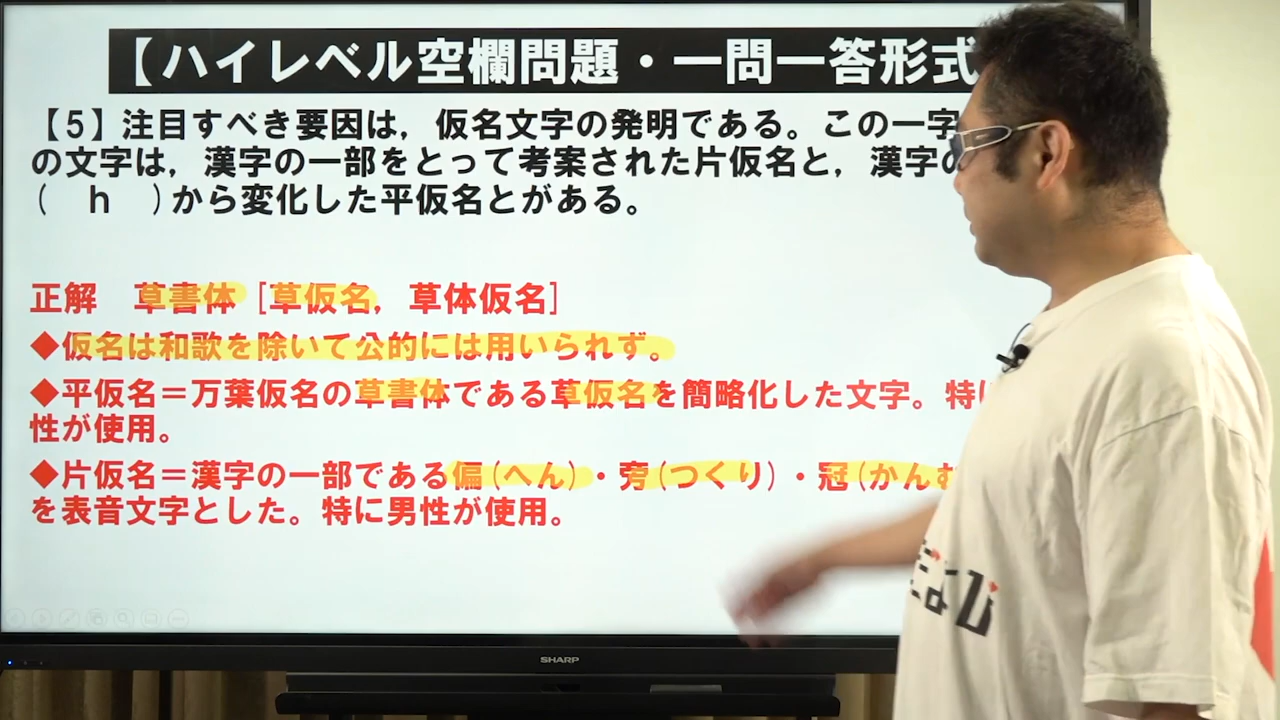 【ハイレベル空欄問題・一問一答形式
【5】注目すべき要因は，仮名文字の発明である。この一字
の文字は，漢字の一部をとって考案された片仮名と，漢字の
(　h　)から変化した平仮名とがある。
正解　草書体［草仮名，草体仮名］
◆仮名は和歌を除いて公的には用いられず。
◆平仮名＝万葉仮名の草書体である草仮名を簡略化した文字。特に
性が使用。
◆片仮名＝漢字の一部である偏(へん)・旁(つくり)・冠(かんむ
を表音文字とした。特に男性が使用。
SHARP